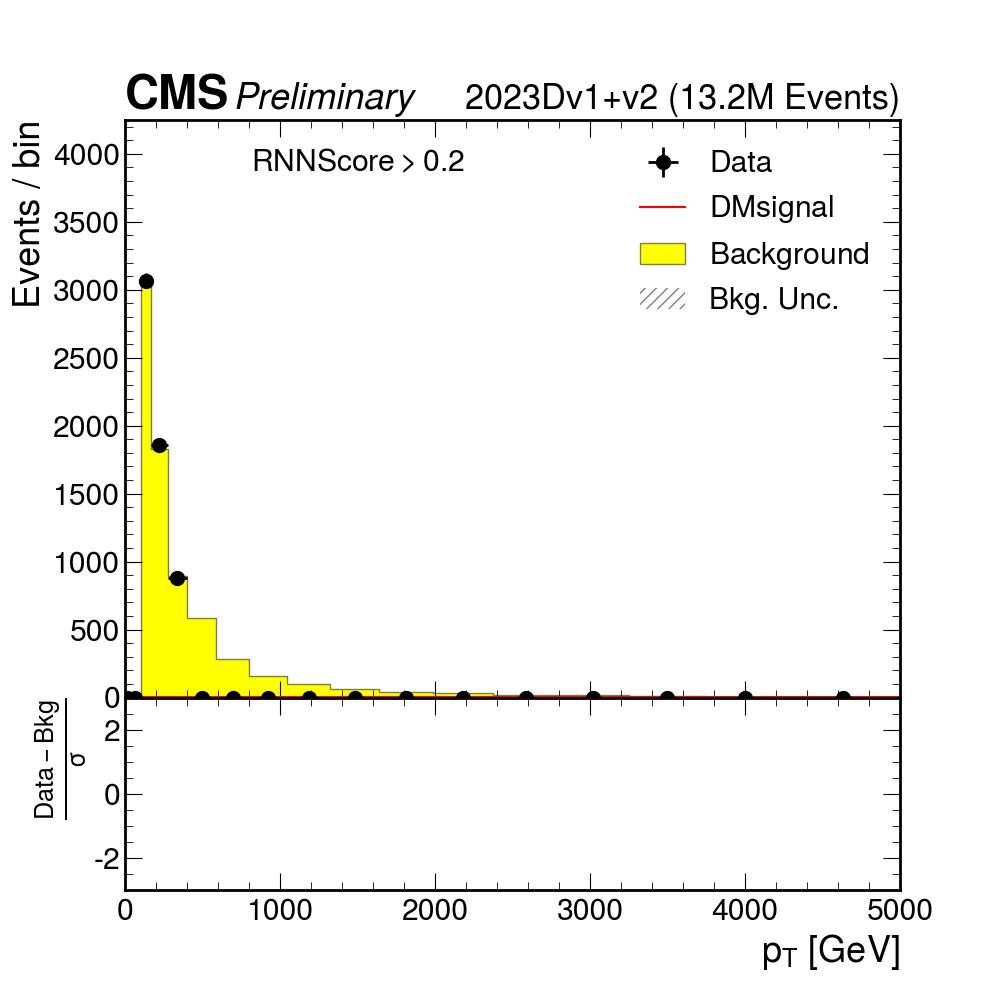 CMS Preliminary 2023Dv1+v2 (13.2M Events)
Events / bin
RNNScore > 0.2
Data
DMsignal
Background
Bkg. Unc.
4000
3500
3000
2500
2000
1500
1000
500
0
Data – Bkg
σ
2
0
-2
0 1000 2000 3000 4000 5000
pT [GeV]